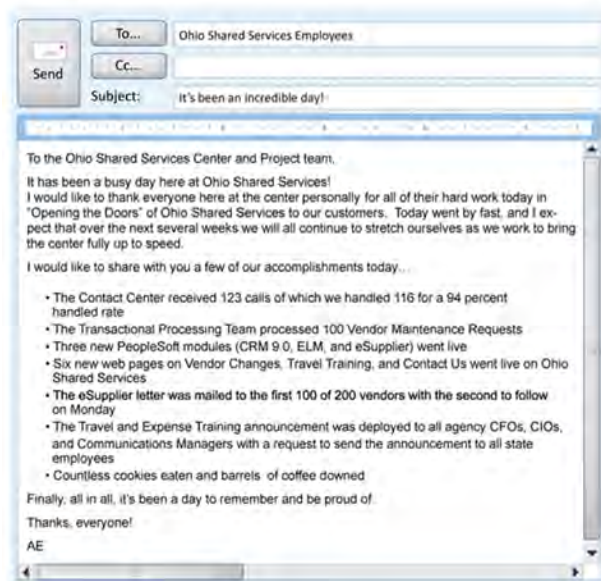 To...
Ohio Shared Services Employees
Send
Cc...
Subject:
It's been an incredible day!
To the Ohio Shared Services Center and Project team,
It has been a busy day here at Ohio Shared Services!
I would like to thank everyone here at the center personally for all of their hard work today in
"Opening the Doors" of Ohio Shared Services to our customers. Today went by fast, and I ex-
pect that over the next several weeks we will all continue to stretch ourselves as we work to bring
the center fully up to speed.
I would like to share with you a few of our accomplishments today...
• The Contact Center received 123 calls of which we handled 116 for a 94 percent
handled rate
• The Transactional Processing Team processed 100 Vendor Maintenance Requests
• Three new PeopleSoft modules (CRM 9.0, ELM, and eSupplier) went live
• Six new web pages on Vendor Changes, Travel Training, and Contact Us went live on Ohio
Shared Services
• The eSupplier letter was mailed to the first 100 of 200 vendors with the second to follow
on Monday
• The Travel and Expense Training announcement was deployed to all agency CFOs, CIOs,
and Communications Managers with a request to send the announcement to all state
employees
• Countless cookies eaten and barrels of coffee downed
Finally, all in all, it's been a day to remember and be proud of.
Thanks, everyone!
AE